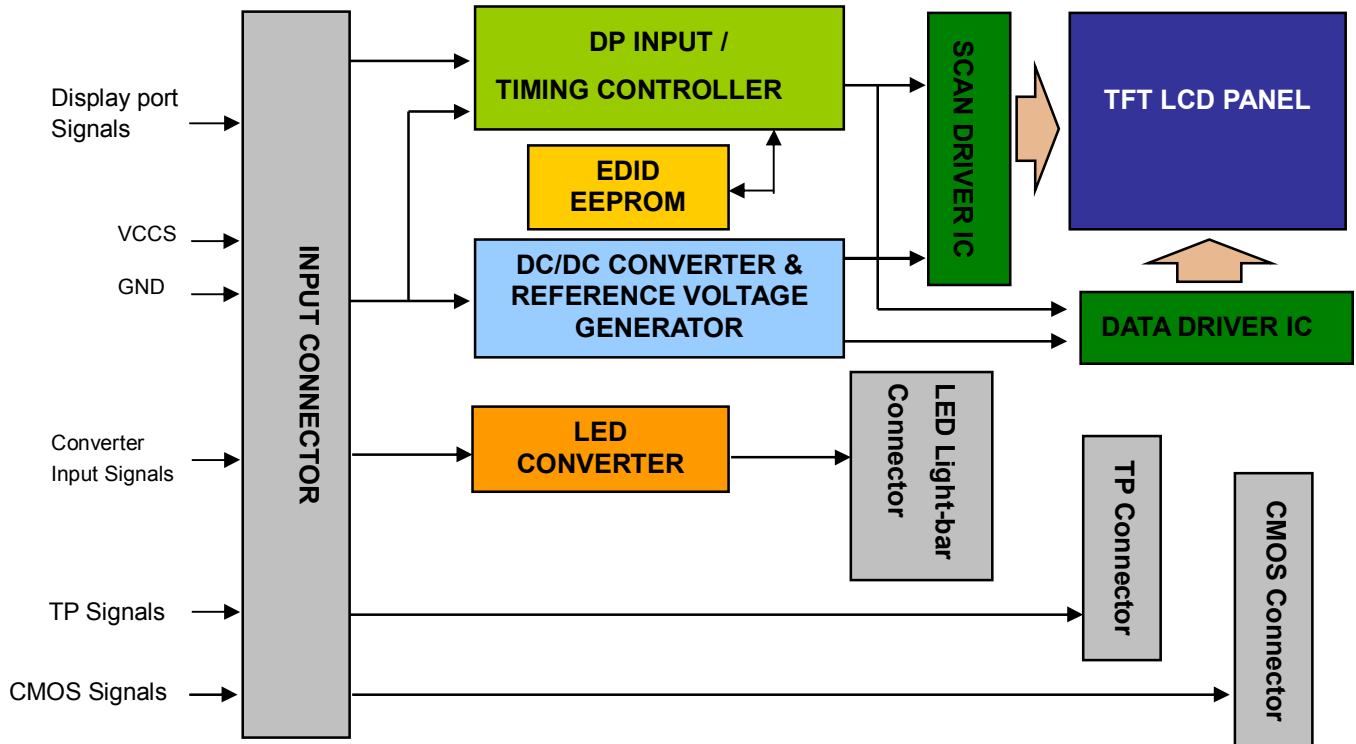 Display port
Signals
VCCS
GND
Converter
Input Signals
TP Signals
CMOS Signals
INPUT CONNECTOR
DP INPUT /
TIMING CONTROLLER
EDID
EEPROM
DC/DC CONVERTER &
REFERENCE VOLTAGE
GENERATOR
LED
CONVERTER
SCAN DRIVER IC
TFT LCD PANEL
DATA DRIVER IC
LED Light-bar
Connector
TP Connector
CMOS Connector